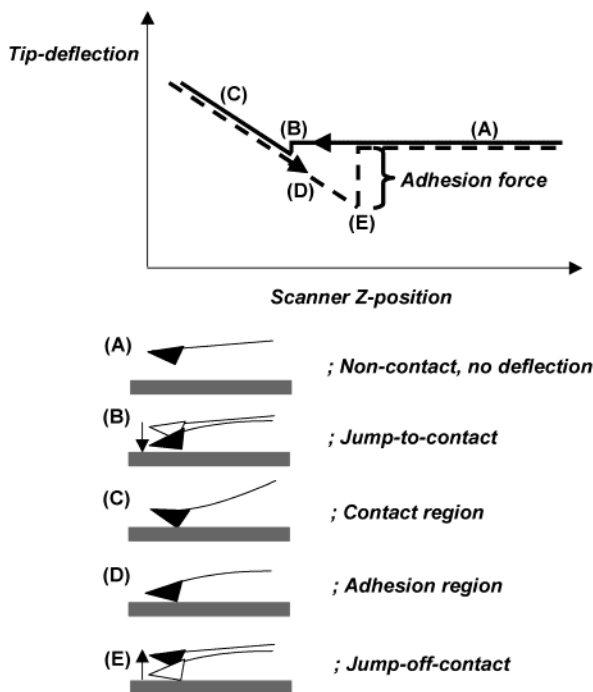 Tip-deflection
(C)
(B)
(A)
(D)
Adhesion force
(E)
Scanner Z-position
(A)
; Non-contact, no deflection
(B)
; Jump-to-contact
(C)
; Contact region
(D)
; Adhesion region
(E)
; Jump-off-contact